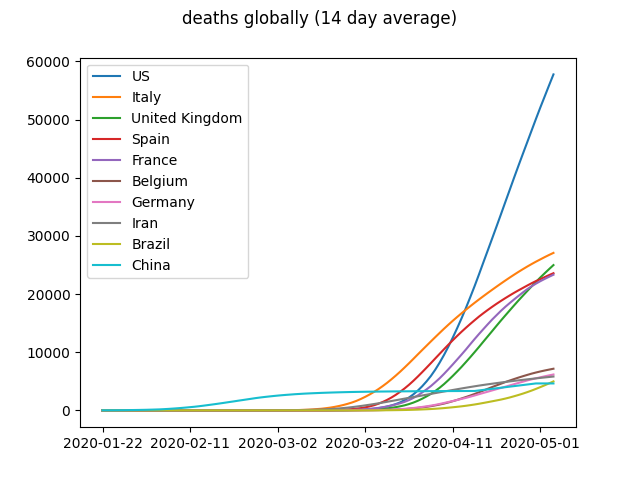 deaths globally (14 day average)
60000
50000
40000
30000
20000
10000
0
US
Italy
United Kingdom
Spain
France
Belgium
Germany
Iran
Brazil
China
2020-01-22 2020-02-11 2020-03-02 2020-03-22 2020-04-11 2020-05-01